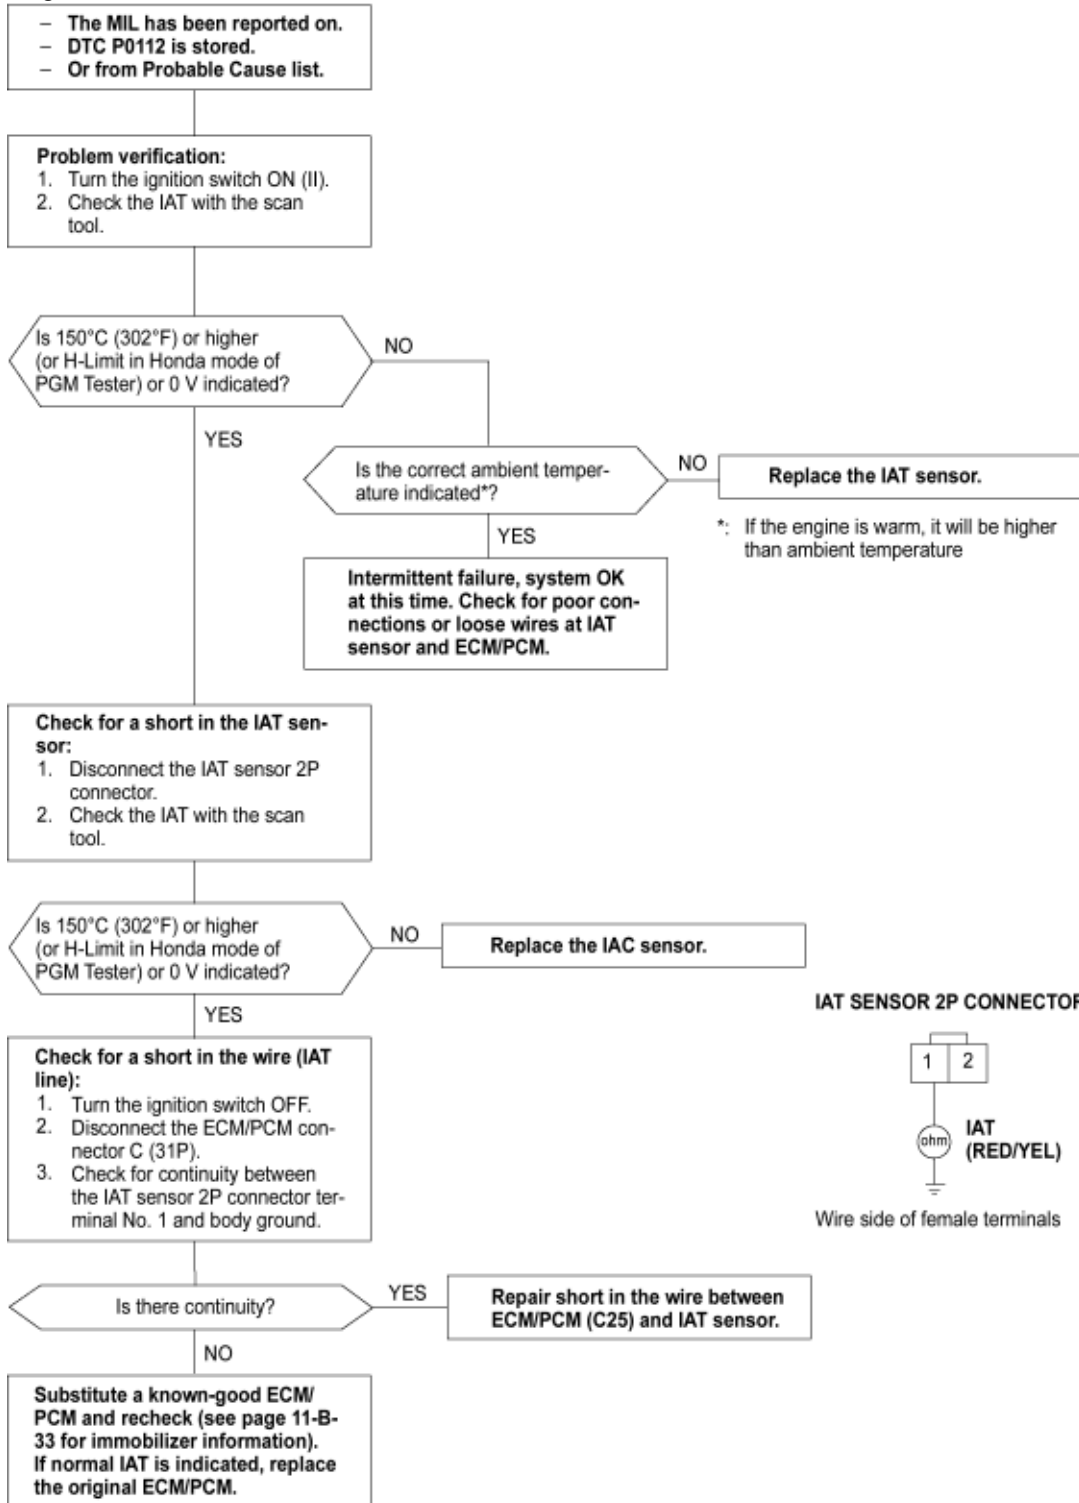 – The MIL has been reported on.
– DTC P0112 is stored.
– Or from Probable Cause list.
Problem verification:
1. Turn the ignition switch ON (II).
2. Check the IAT with the scan
tool.
Is 150°C (302°F) or higher
(or H-Limit in Honda mode of
PGM Tester) or 0 V indicated?
NO
YES
Is the correct ambient temper-
ature indicated*?
NO
Replace the IAT sensor.
*: If the engine is warm, it will be higher
than ambient temperature
YES
Intermittent failure, system OK
at this time. Check for poor con-
nections or loose wires at IAT
sensor and ECM/PCM.
Check for a short in the IAT sen-
sor:
1. Disconnect the IAT sensor 2P
connector.
2. Check the IAT with the scan
tool.
Is 150°C (302°F) or higher
(or H-Limit in Honda mode of
PGM Tester) or 0 V indicated?
NO
Replace the IAC sensor.
YES
Check for a short in the wire (IAT
line):
1. Turn the ignition switch OFF.
2. Disconnect the ECM/PCM con-
nector C (31P).
3. Check for continuity between
the IAT sensor 2P connector ter-
minal No. 1 and body ground.
IAT SENSOR 2P CONNECTOR
1 2
ohm
IAT
(RED/YEL)
Wire side of female terminals
Is there continuity?
YES
Repair short in the wire between
ECM/PCM (C25) and IAT sensor.
NO
Substitute a known-good ECM/
PCM and recheck (see page 11-B-
33 for immobilizer information).
If normal IAT is indicated, replace
the original ECM/PCM.